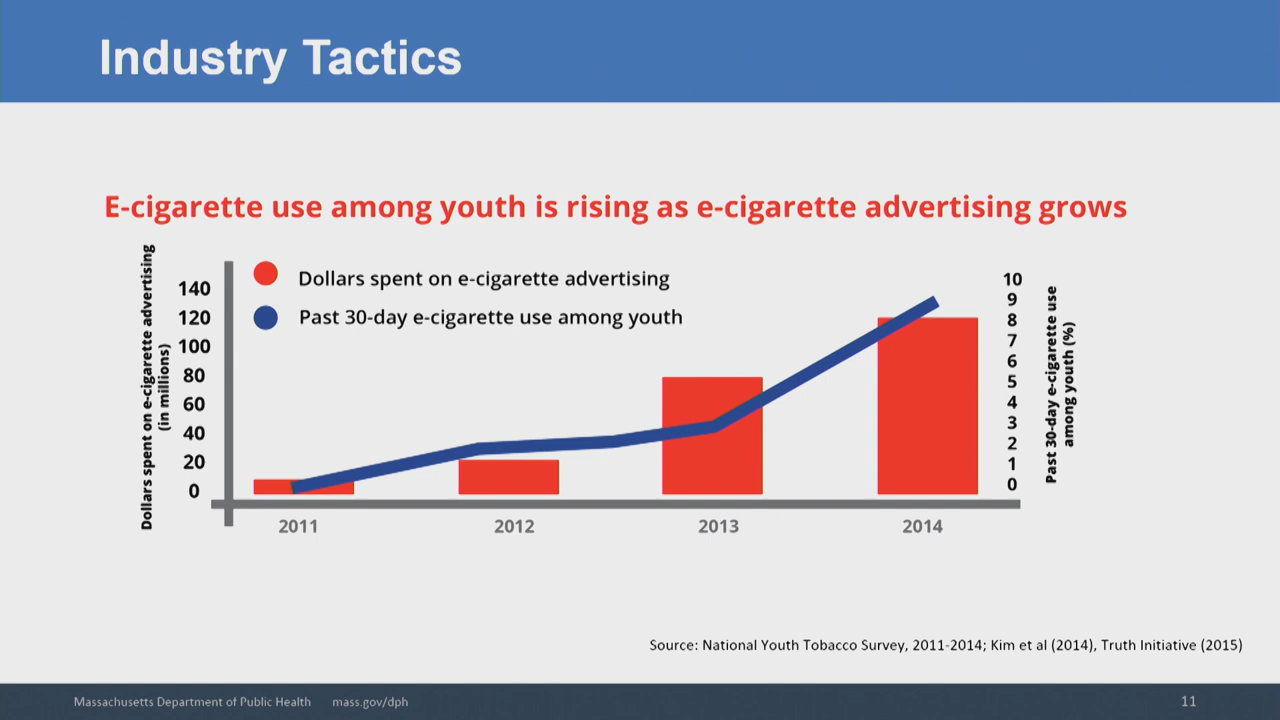 Industry Tactics
E-cigarette use among youth is rising as e-cigarette advertising grows
Dollars spent on e-cigarette advertising
(in millions)
140
120
100
80
60
40
20
0
Dollars spent on e-cigarette advertising
Past 30-day e-cigarette use among youth
10
9
8
7
6
5
4
3
2
1
0
Past 30-day e-cigarette use
among youth (%)
2011
2012
2013
2014
Source: National Youth Tobacco Survey, 2011-2014; Kim et al (2014), Truth Initiative (2015)
Massachusetts Department of Public Health mass.gov/dph
11